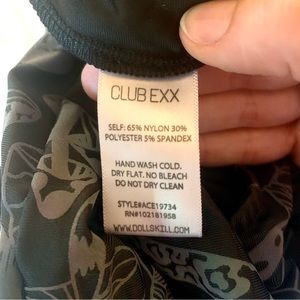 CLUB EXX
SELF: 65% NYLON 30%
POLYESTER 5% SPANDEX
HAND WASH COLD.
DRY FLAT. NO BLEACH
DO NOT DRY CLEAN
STYLE#ACE19734
RN#102181958
WWW.DOLLSKILL.COM